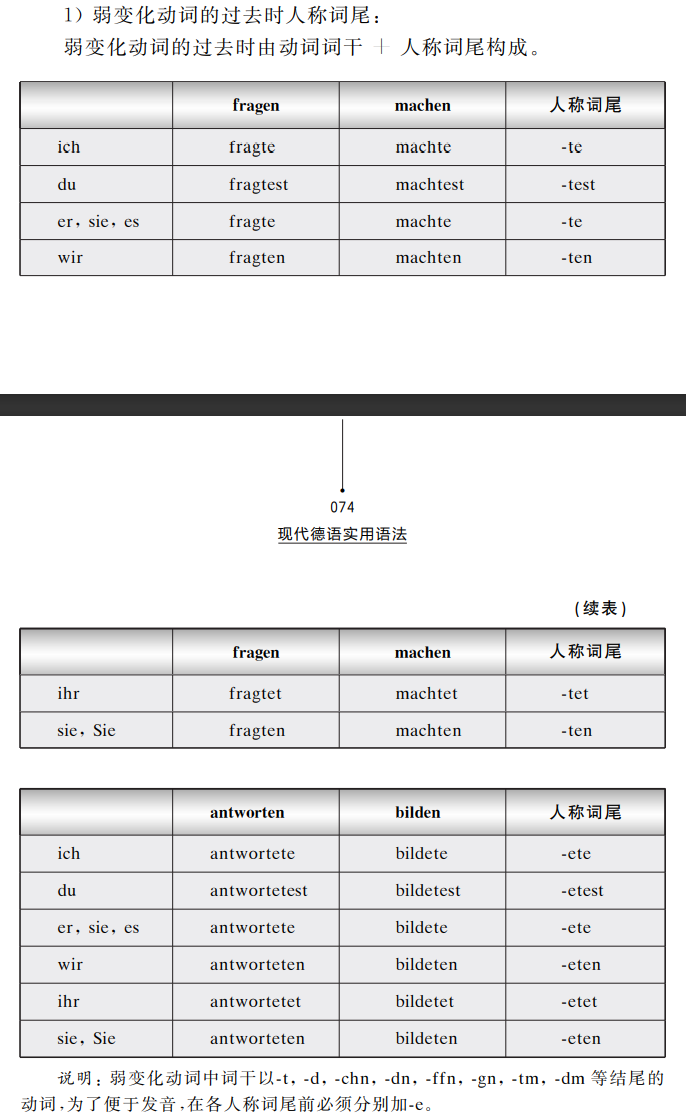 1) 弱变化动词的过去时人称词尾:
弱变化动词的过去时由动词词干 + 人称词尾构成。
fragen machen 人称词尾
ich fragte machte -te
du fragtest machtest -test
er, sie, es fragte machte -te
wir fragten machten -ten
074
现代德语实用语法
(续表)
fragen machen 人称词尾
ihr fragtet machtet -tet
sie, Sie fragten machten -ten
antworten bilden 人称词尾
ich antwortete bildete -ete
du antwortetest bildetest -etest
er, sie, es antwortete bildete -ete
wir antworteten bildeten -eten
ihr antwortetet bildetet -etet
sie, Sie antworteten bildeten -eten
说明: 弱变化动词中词干以-t, -d, -chn, -dn, -ffn, -gn, -tm, -dm 等结尾的
动词,为了便于发音,在各人称词尾前必须分别加-e。